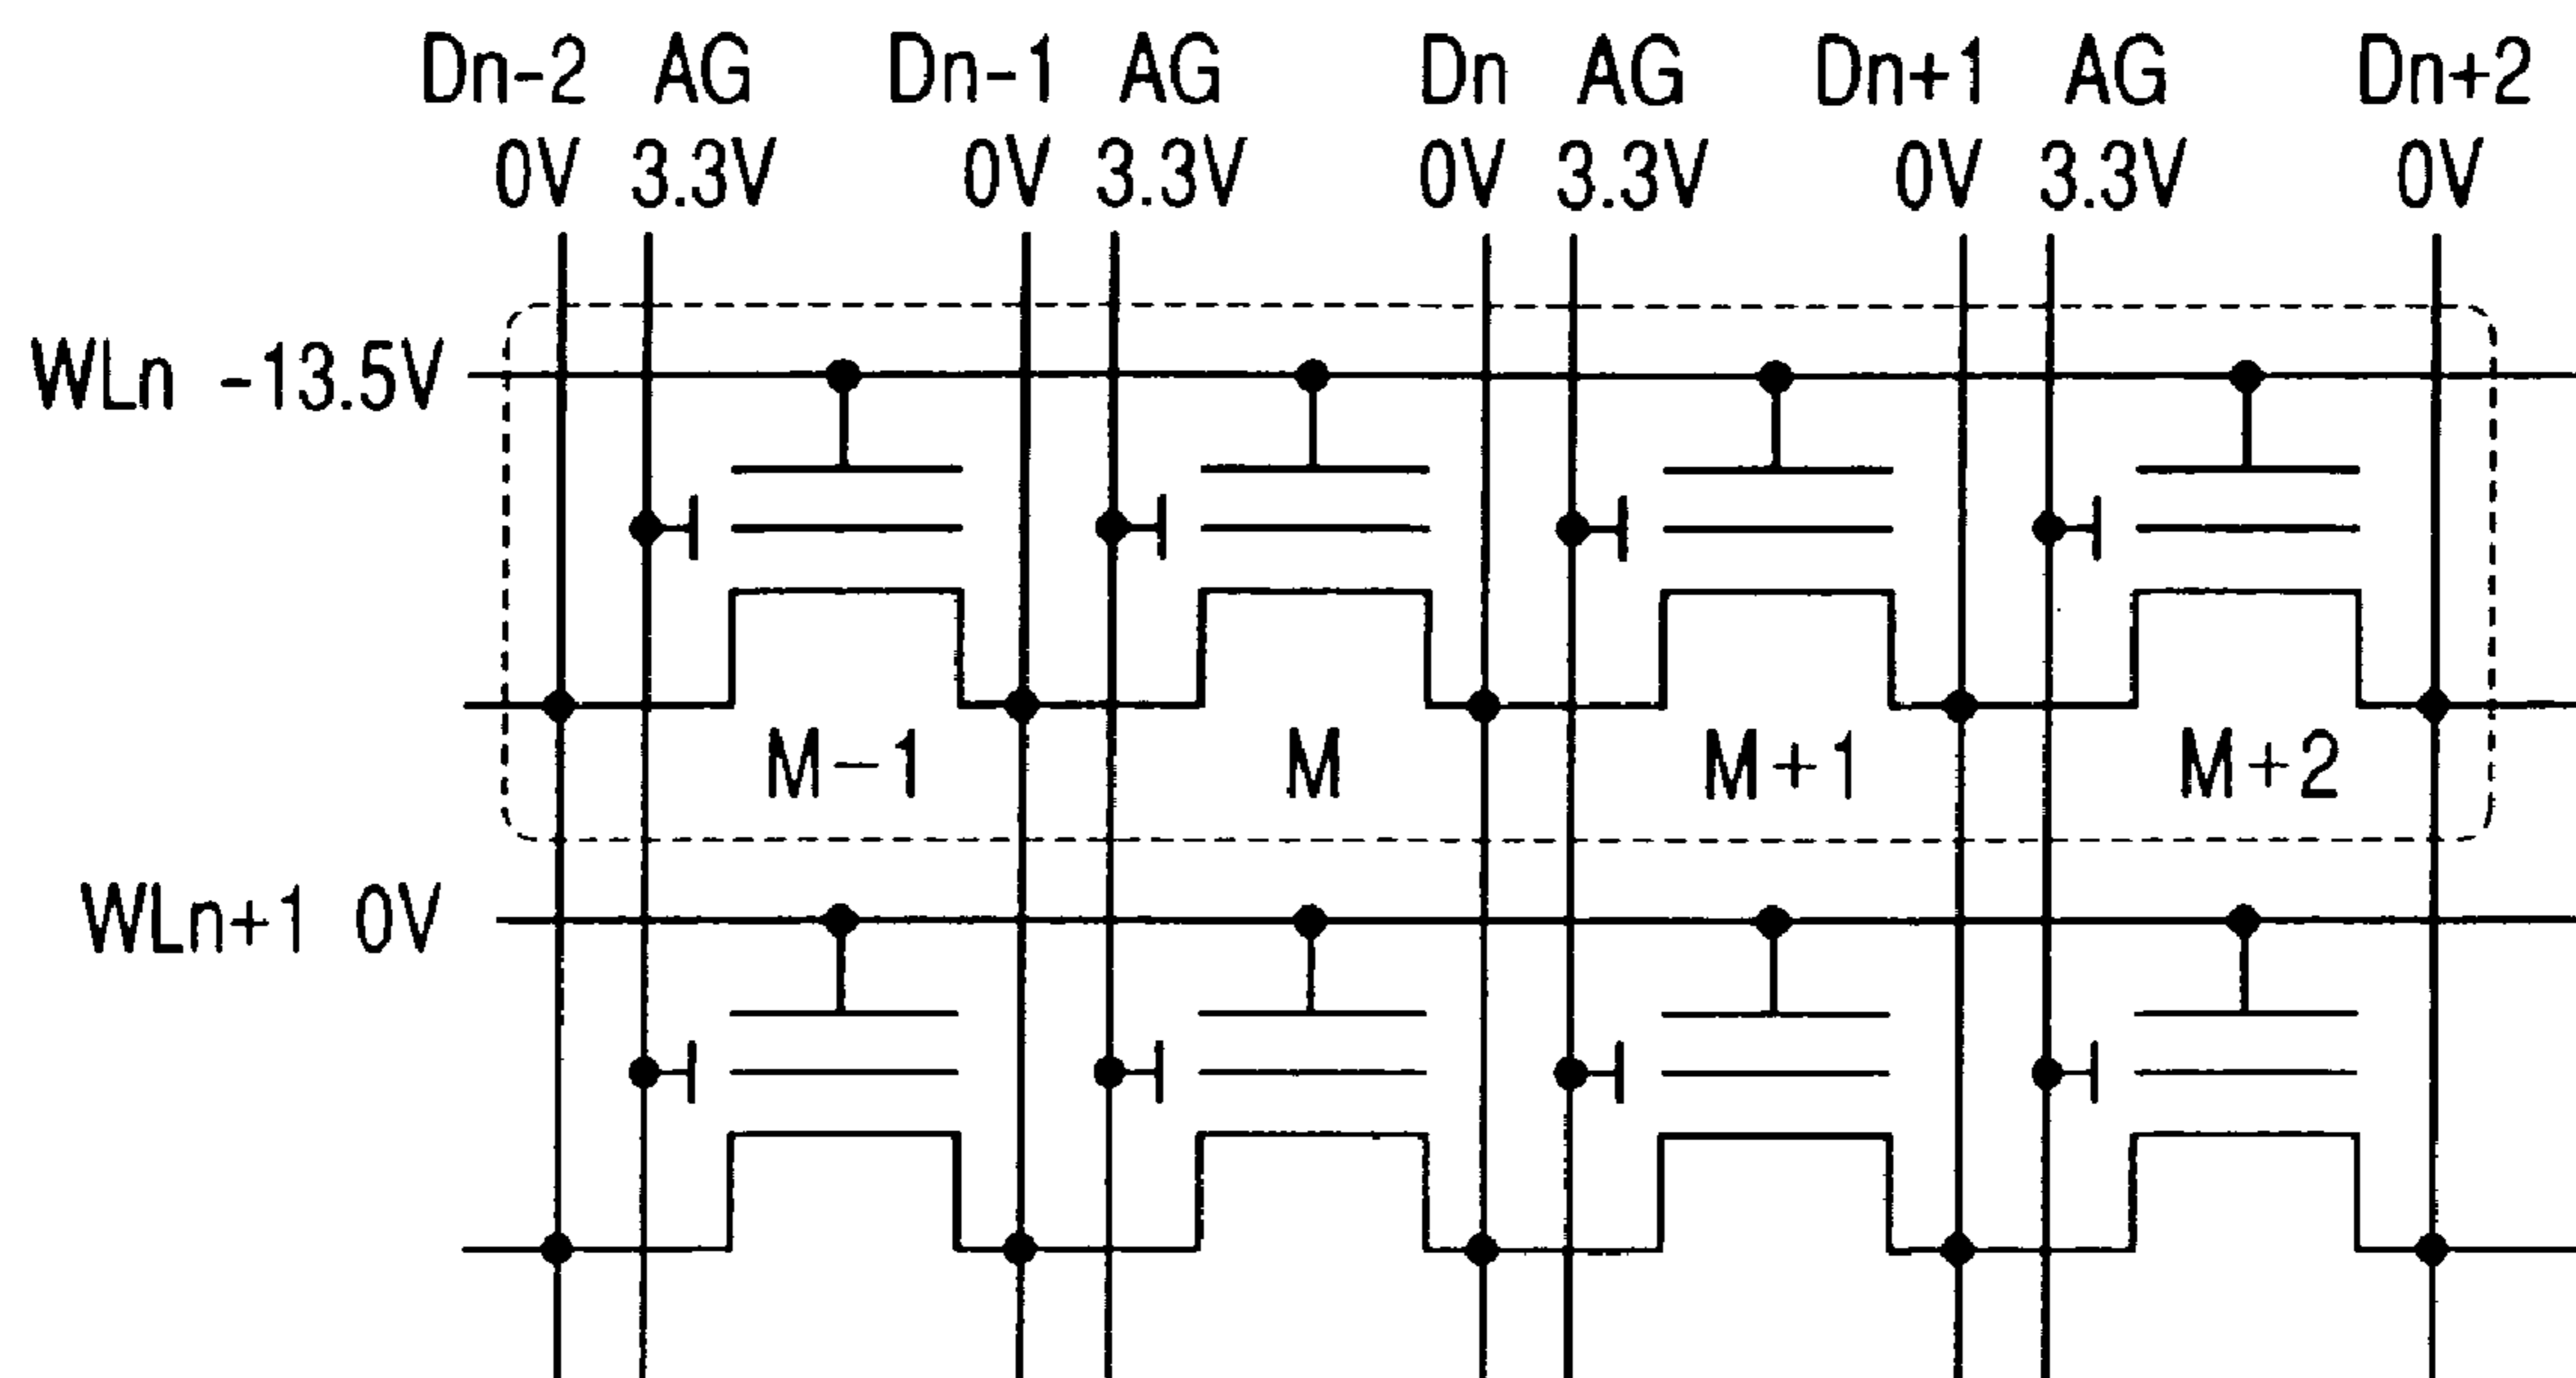 Dn-2 AG Dn-1 AG Dn AG Dn+1 AG Dn+2
0V 3.3V 0V 3.3V 0V 3.3V 0V 3.3V 0V
WLn -13.5V
M-1 M M+1 M+2
WLn+1 0V